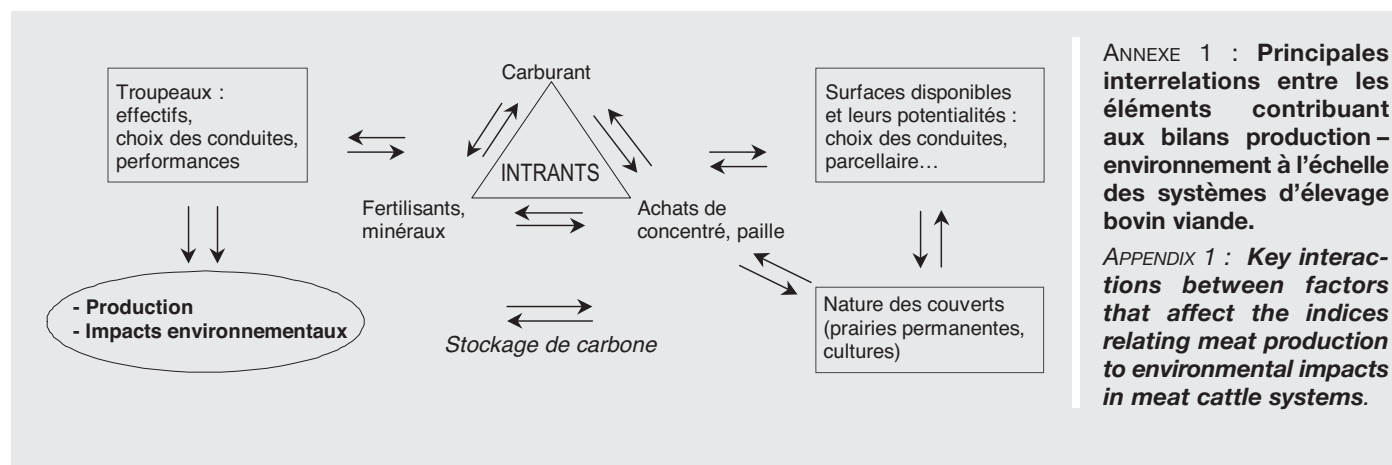 Troupeaux :
effectifs,
choix des conduites,
performances
Carburant
INTRANTS
Fertilisants,
minéraux
Achats de
concentré, paille
Surfaces disponibles
et leurs potentialités :
choix des conduites,
parcellaire…
- Production
- Impacts environnementaux
Stockage de carbone
Nature des couverts
(prairies permanentes,
cultures)
ANNEXE 1 : Principales
interrelations entre les
éléments contribuant
aux bilans production –
environnement à l'échelle
des systèmes d'élevage
bovin viande.
APPENDIX 1 : Key interac-
tions between factors
that affect the indices
relating meat production
to environmental impacts
in meat cattle systems.